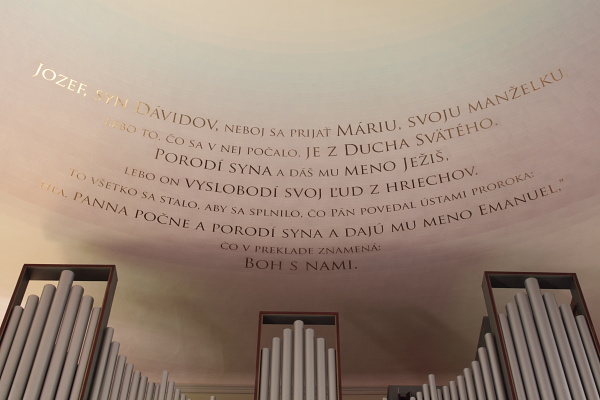 Jozef, syn Dávidov, neboj sa prijať Máriu, svoju manželku,
lebo to, čo sa v nej počalo, je z Ducha Svätého.
Porodí syna a dáš mu meno Ježiš,
lebo on vyslobodí svoj ľud z hriechov.
To všetko sa stalo, aby sa splnilo, čo Pán povedal ústami proroka:
„Hľa, panna počne a porodí syna a dajú mu meno Emanuel,“
čo v preklade znamená:
Boh s nami.